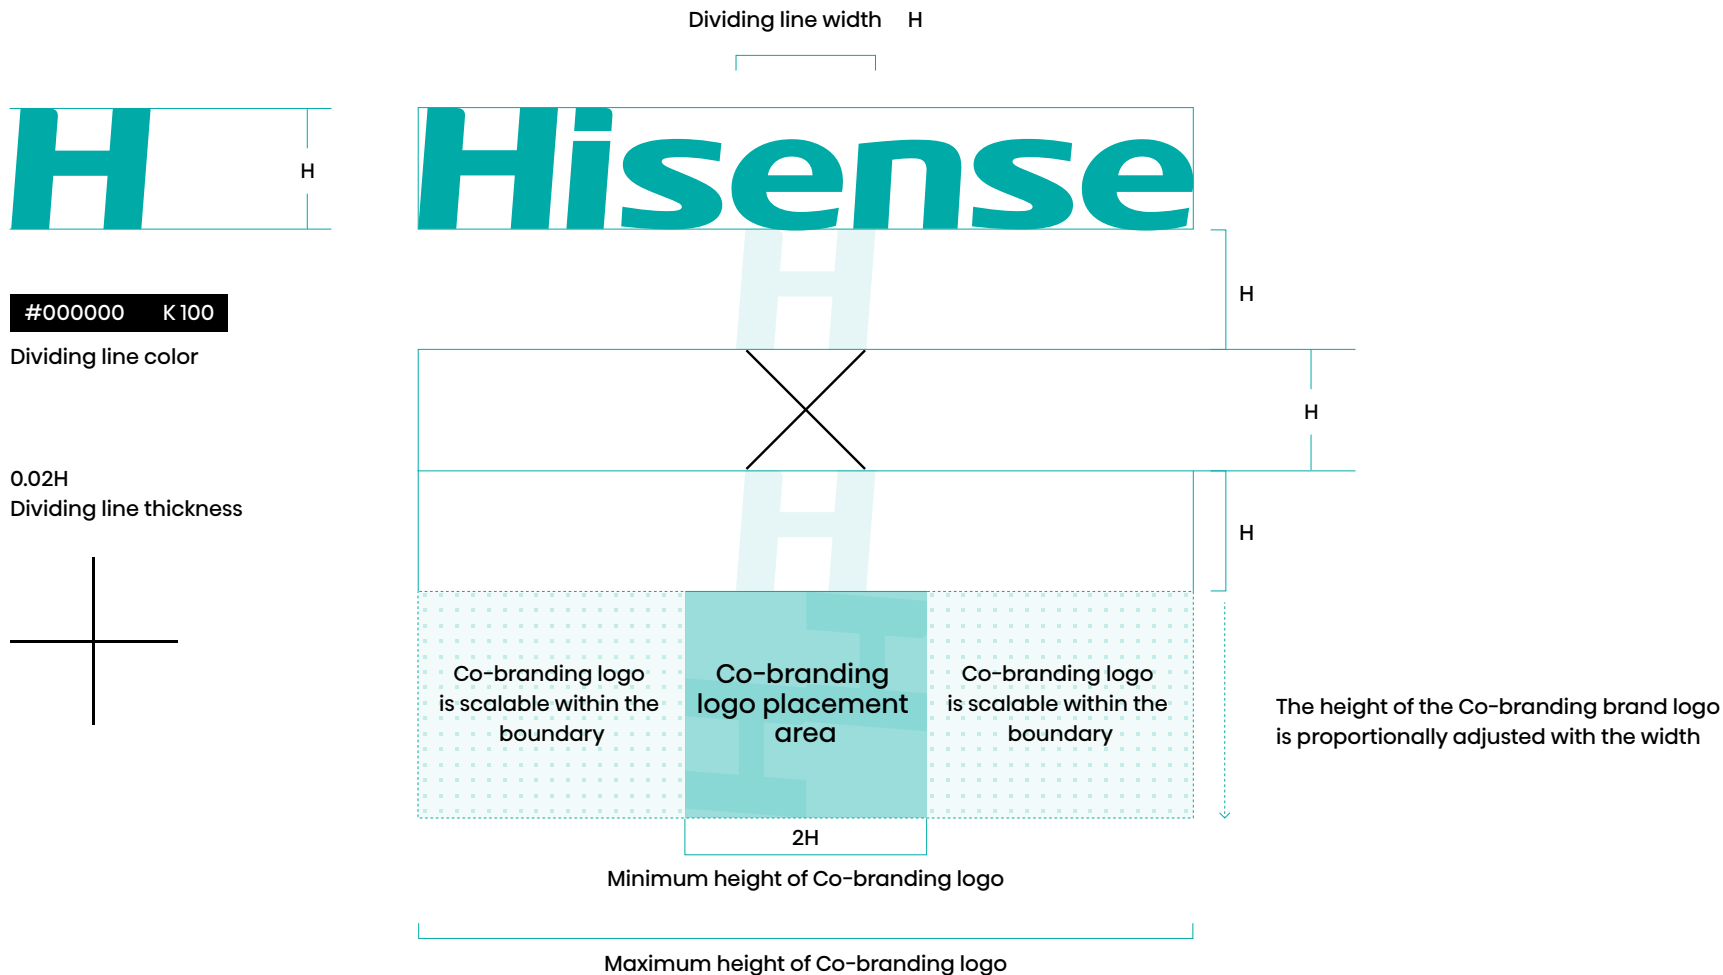 Dividing line width H
H
H
Hisense
#000000 K 100
Dividing line color
H
H
0.02H
Dividing line thickness
H
Co-branding logo
is scalable within the
boundary
Co-branding
logo placement
area
Co-branding logo
is scalable within the
boundary
The height of the Co-branding brand logo
is proportionally adjusted with the width
2H
Minimum height of Co-branding logo
Maximum height of Co-branding logo